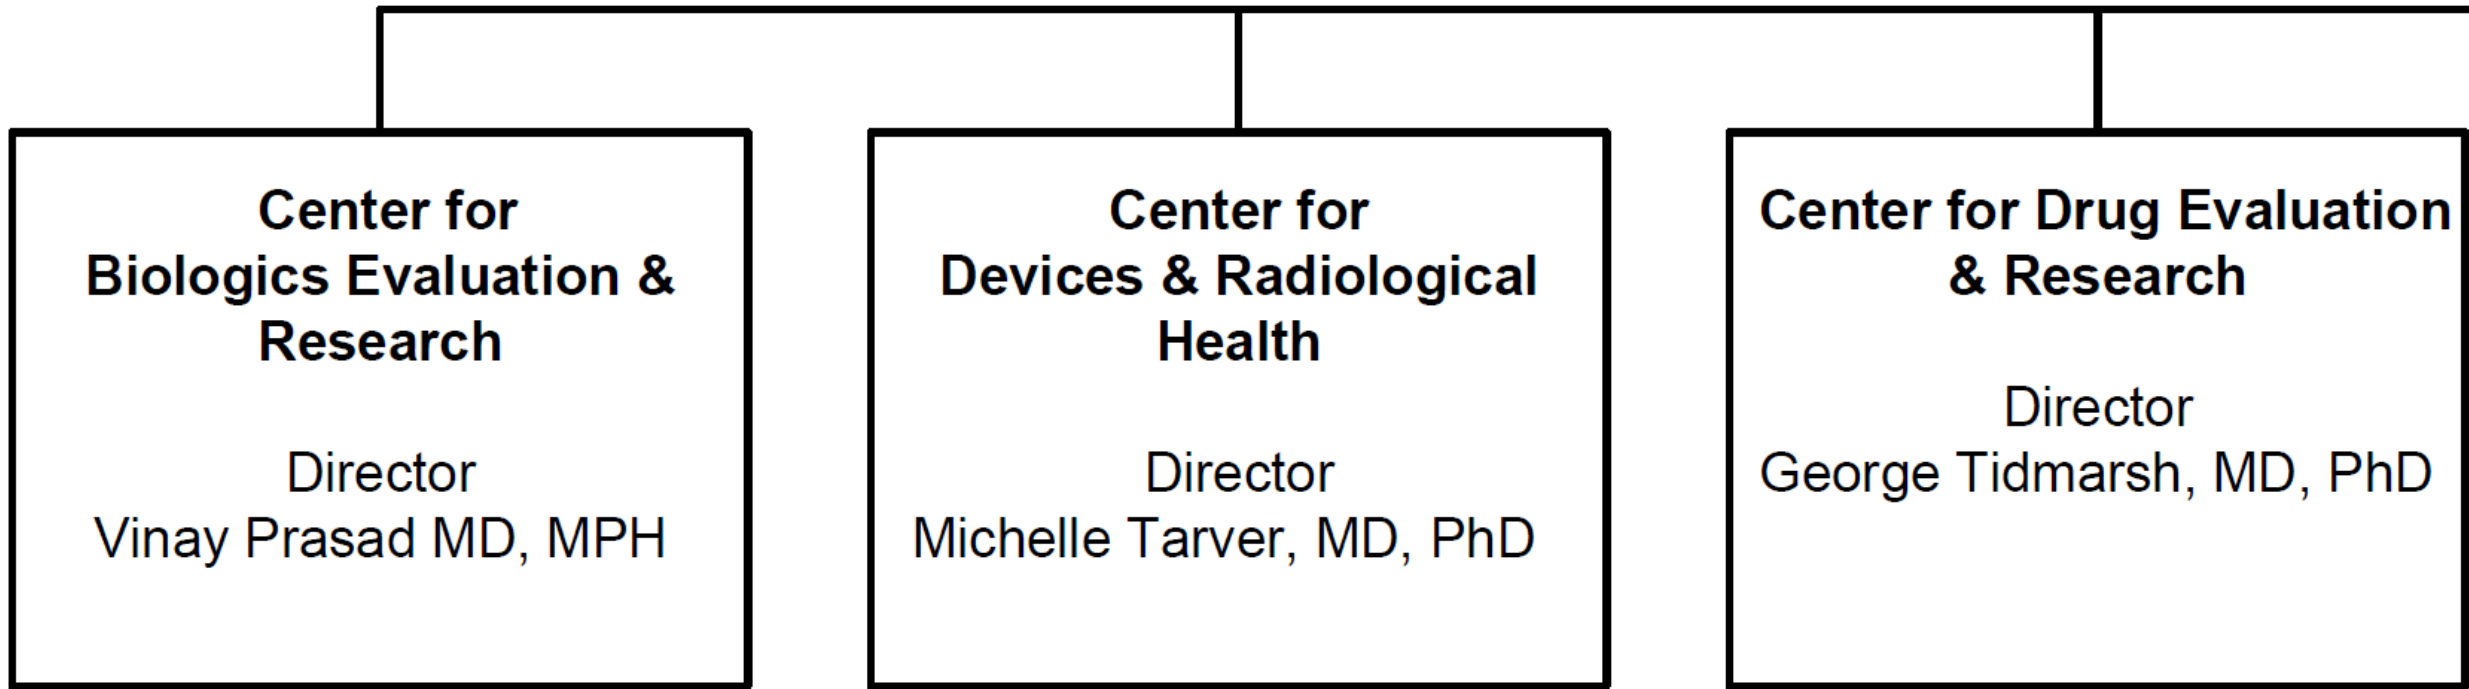 Center for
Biologics Evaluation &
Research
Director
Vinay Prasad MD, MPH
Center for
Devices & Radiological
Health
Director
Michelle Tarver, MD, PhD
Center for Drug Evaluation
& Research
Director
George Tidmarsh, MD, PhD